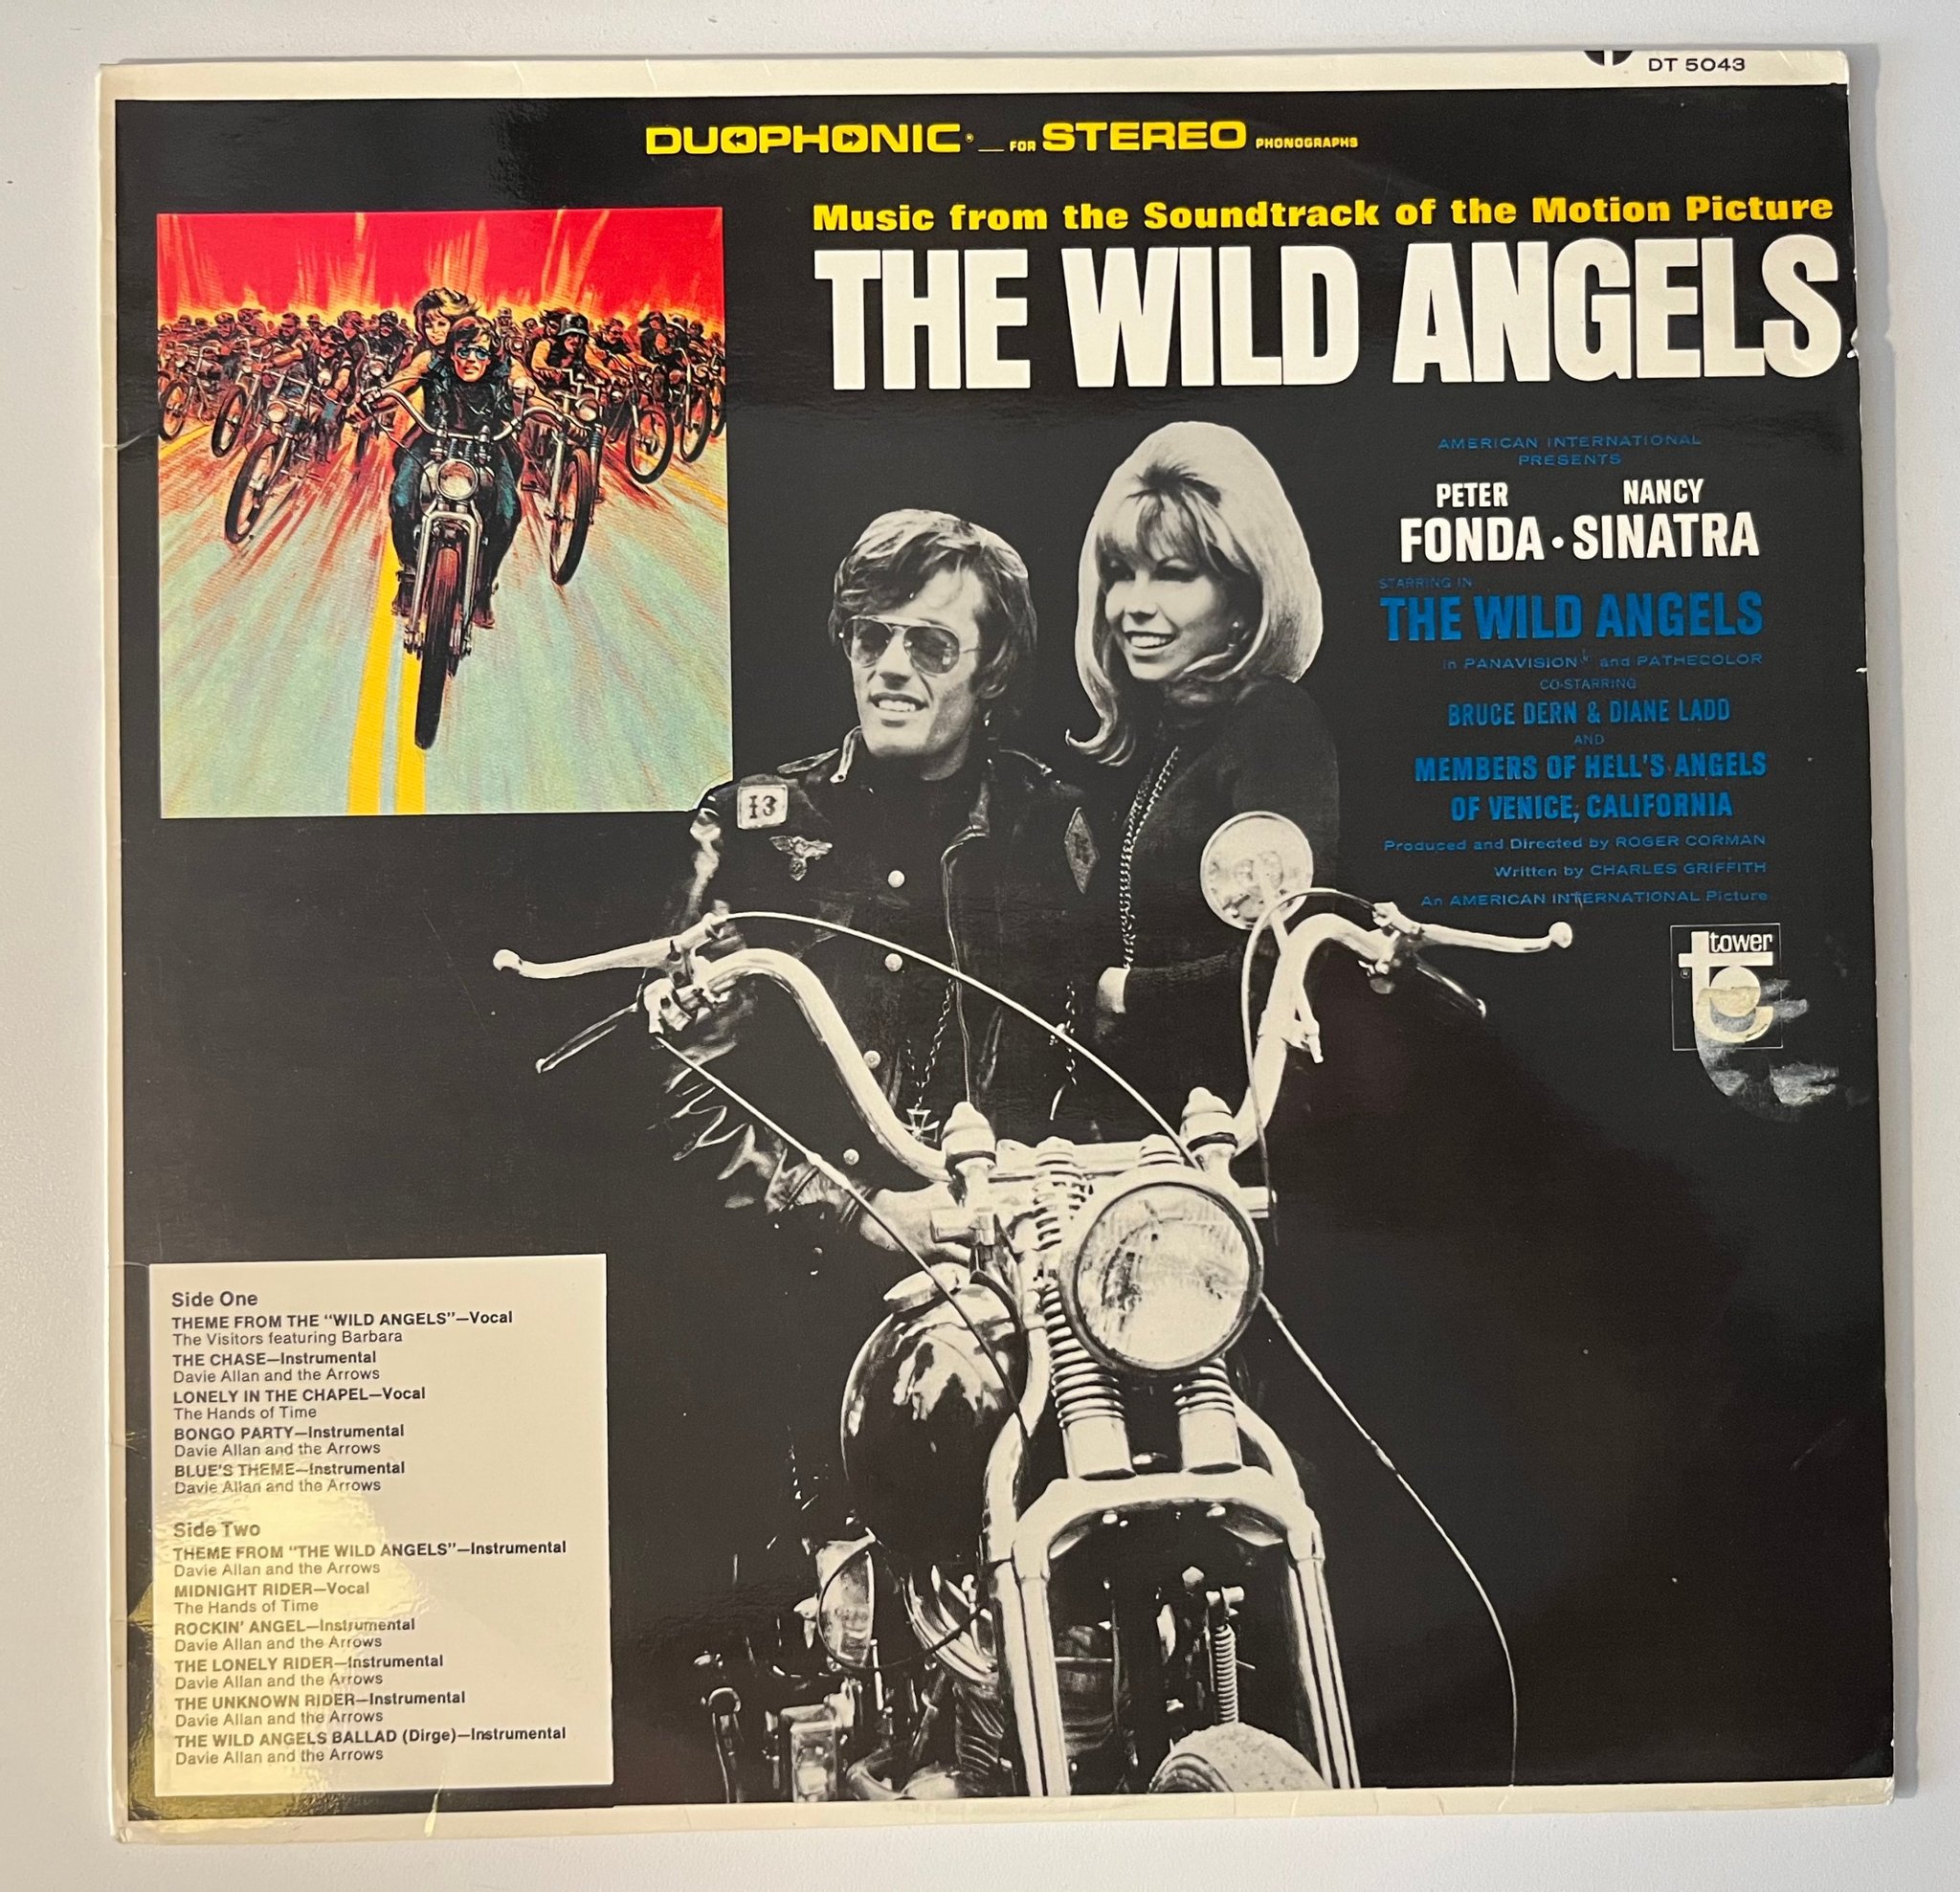 DT 5043
DUOPHONIC® — FOR STEREO PHONOGRAPHS
Music from the Soundtrack of the Motion Picture
THE WILD ANGELS
AMERICAN INTERNATIONAL
PRESENTS
PETER NANCY
FONDA • SINATRA
STARRING IN
THE WILD ANGELS
in PANAVISION® and PATHECOLOR
CO-STARRING
BRUCE DERN & DIANE LADD
AND
MEMBERS OF HELL'S ANGELS
OF VENICE, CALIFORNIA
Produced and Directed by ROGER CORMAN
Written by CHARLES GRIFFITH
An AMERICAN INTERNATIONAL Picture
tower
13
Side One
THEME FROM THE "WILD ANGELS"—Vocal
The Visitors featuring Barbara
THE CHASE—Instrumental
Davie Allan and the Arrows
LONELY IN THE CHAPEL—Vocal
The Hands of Time
BONGO PARTY—Instrumental
Davie Allan and the Arrows
BLUE'S THEME—Instrumental
Davie Allan and the Arrows
Side Two
THEME FROM "THE WILD ANGELS"—Instrumental
Davie Allan and the Arrows
MIDNIGHT RIDER—Vocal
The Hands of Time
ROCKIN' ANGEL—Instrumental
Davie Allan and the Arrows
THE LONELY RIDER—Instrumental
Davie Allan and the Arrows
THE UNKNOWN RIDER—Instrumental
Davie Allan and the Arrows
THE WILD ANGELS BALLAD (Dirge)—Instrumental
Davie Allan and the Arrows